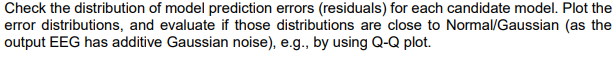 Check the distribution of model prediction errors (residuals) for each candidate model. Plot the
error distributions, and evaluate if those distributions are close to Normal/Gaussian (as the
output EEG has additive Gaussian noise), e.g., by using Q-Q plot.